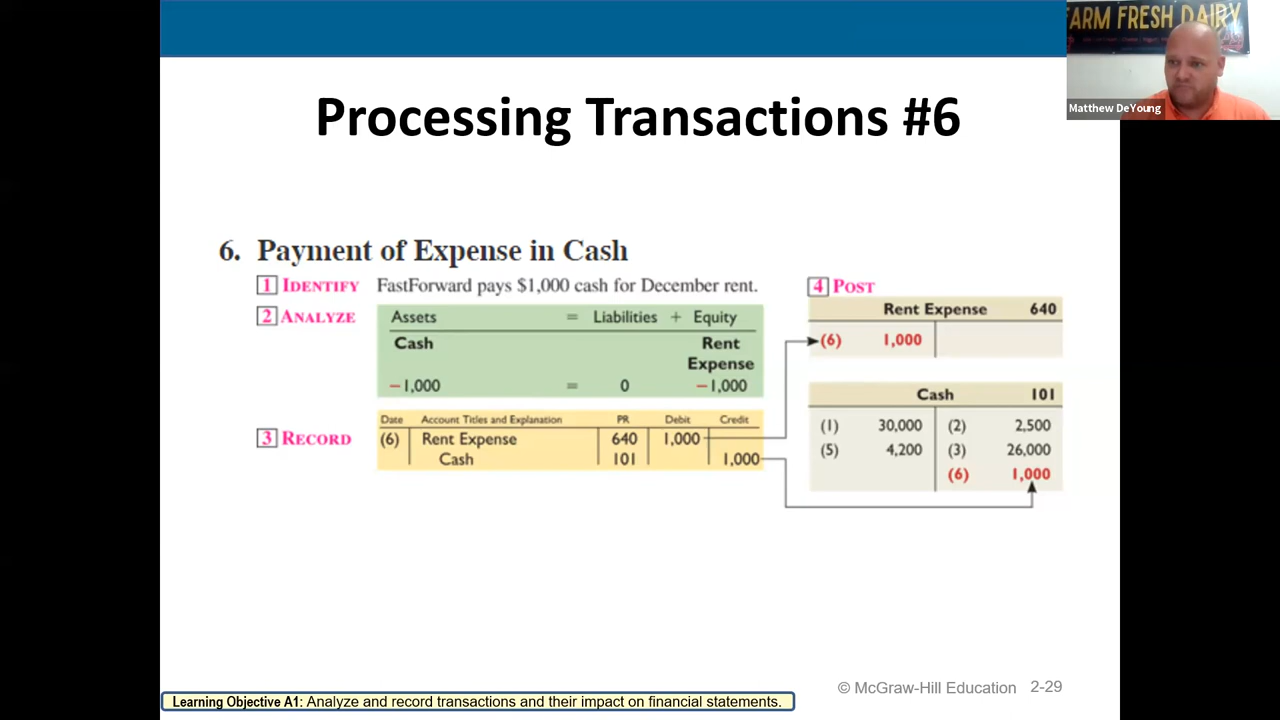 FARM FRESH DAIRY
Matthew DeYoung
Processing Transactions #6
6. Payment of Expense in Cash
1 IDENTIFY FastForward pays $1,000 cash for December rent.
2 ANALYZE
Assets = Liabilities + Equity
Cash Rent
Expense
−1,000 = 0 −1,000
3 RECORD
Date Account Titles and Explanation PR Debit Credit
(6) Rent Expense 640 1,000
Cash 101 1,000
4 POST
Rent Expense 640
(6) 1,000
Cash 101
(1) 30,000 (2) 2,500
(5) 4,200 (3) 26,000
(6) 1,000
Learning Objective A1: Analyze and record transactions and their impact on financial statements.
© McGraw-Hill Education 2-29